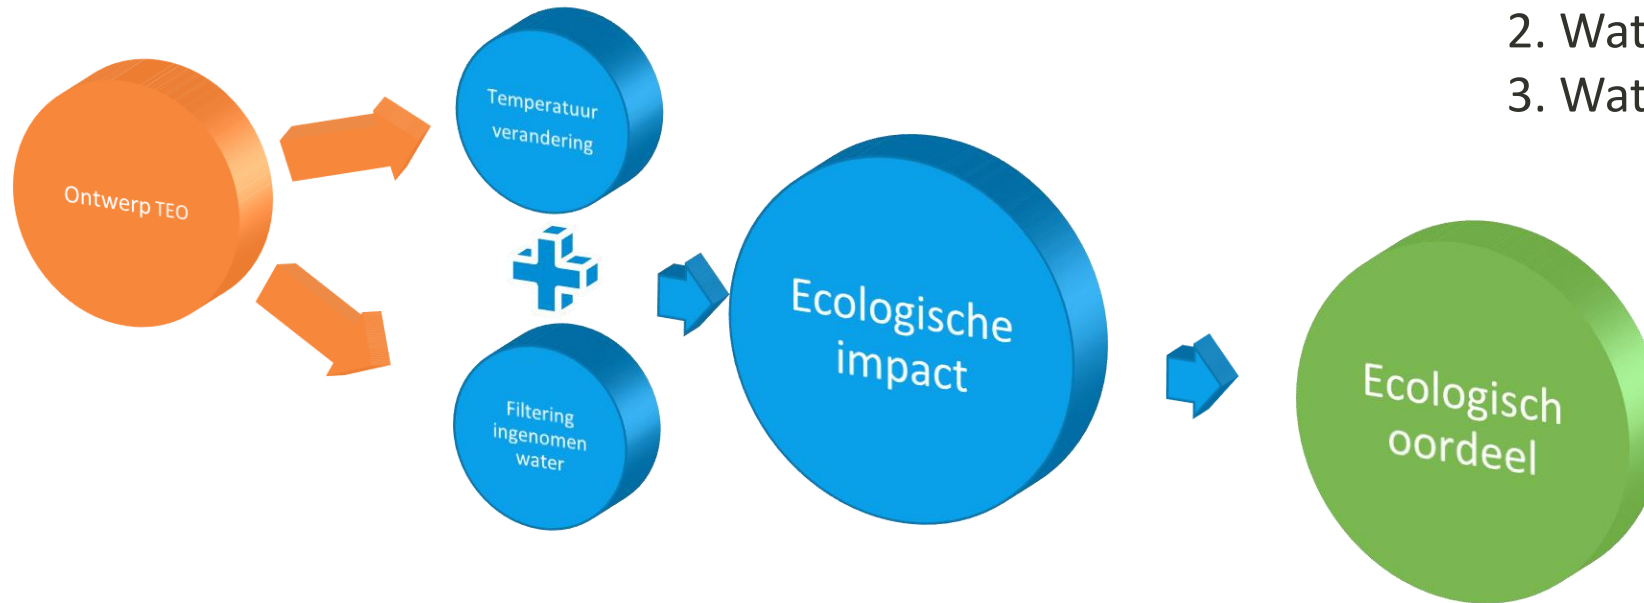 2. Wat
3. Wat
Ontwerp TEO
Temperatuur
verandering
Filtering
ingenomen
water
Ecologische
impact
Ecologisch
oordeel